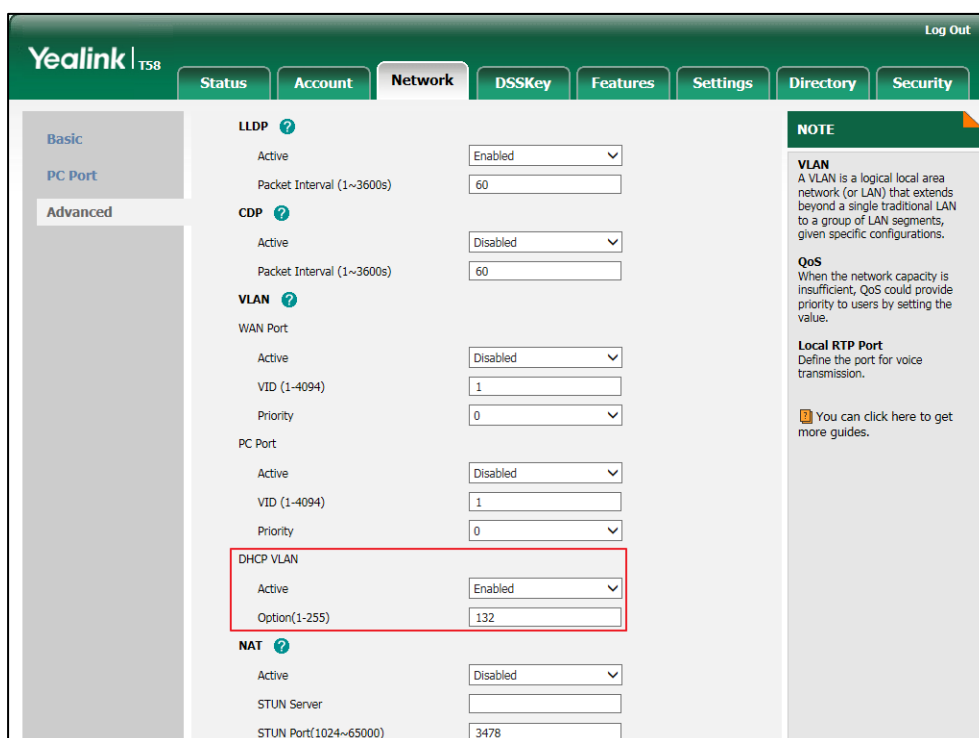 Log Out
Yealink | T58
Status Account Network DSSKey Features Settings Directory Security
Basic
PC Port
Advanced
LLDP ?
Active Enabled
Packet Interval (1~3600s) 60
CDP ?
Active Disabled
Packet Interval (1~3600s) 60
VLAN ?
WAN Port
Active Disabled
VID (1-4094) 1
Priority 0
PC Port
Active Disabled
VID (1-4094) 1
Priority 0
DHCP VLAN
Active Enabled
Option(1-255) 132
NAT ?
Active Disabled
STUN Server
STUN Port(1024~65000) 3478
NOTE
VLAN
A VLAN is a logical local area
network (or LAN) that extends
beyond a single traditional LAN
to a group of LAN segments,
given specific configurations.
QoS
When the network capacity is
insufficient, QoS could provide
priority to users by setting the
value.
Local RTP Port
Define the port for voice
transmission.
? You can click here to get
more guides.